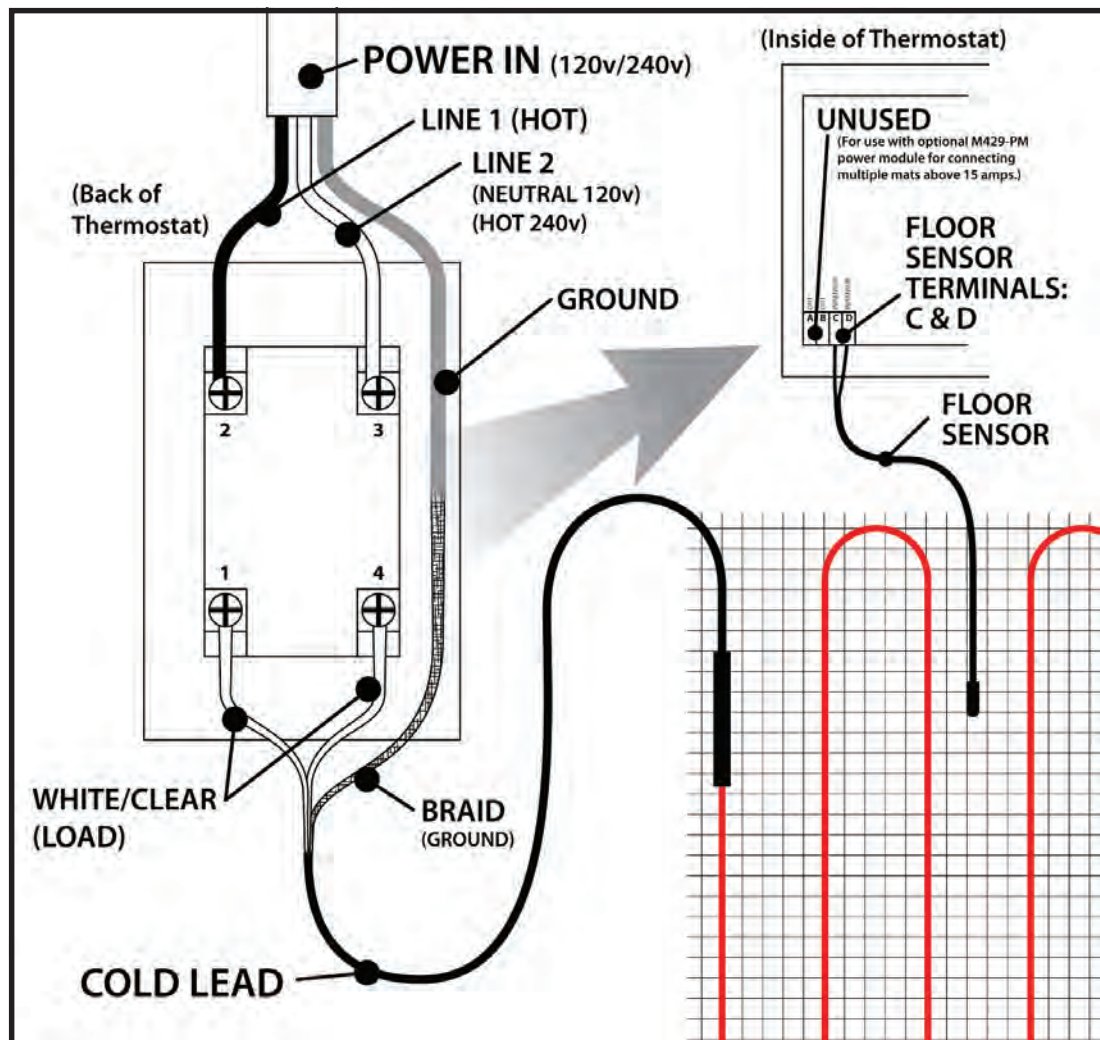 POWER IN (120v/240v)
LINE 1 (HOT)
LINE 2
(NEUTRAL 120v)
(HOT 240v)
(Back of
Thermostat)
GROUND
2
3
1
4
WHITE/CLEAR
(LOAD)
BRAID
(GROUND)
COLD LEAD
(Inside of Thermostat)
UNUSED
(For use with optional M429-PM
power module for connecting
multiple mats above 15 amps.)
FLOOR
SENSOR
TERMINALS:
C & D
A B C D
FLOOR
SENSOR